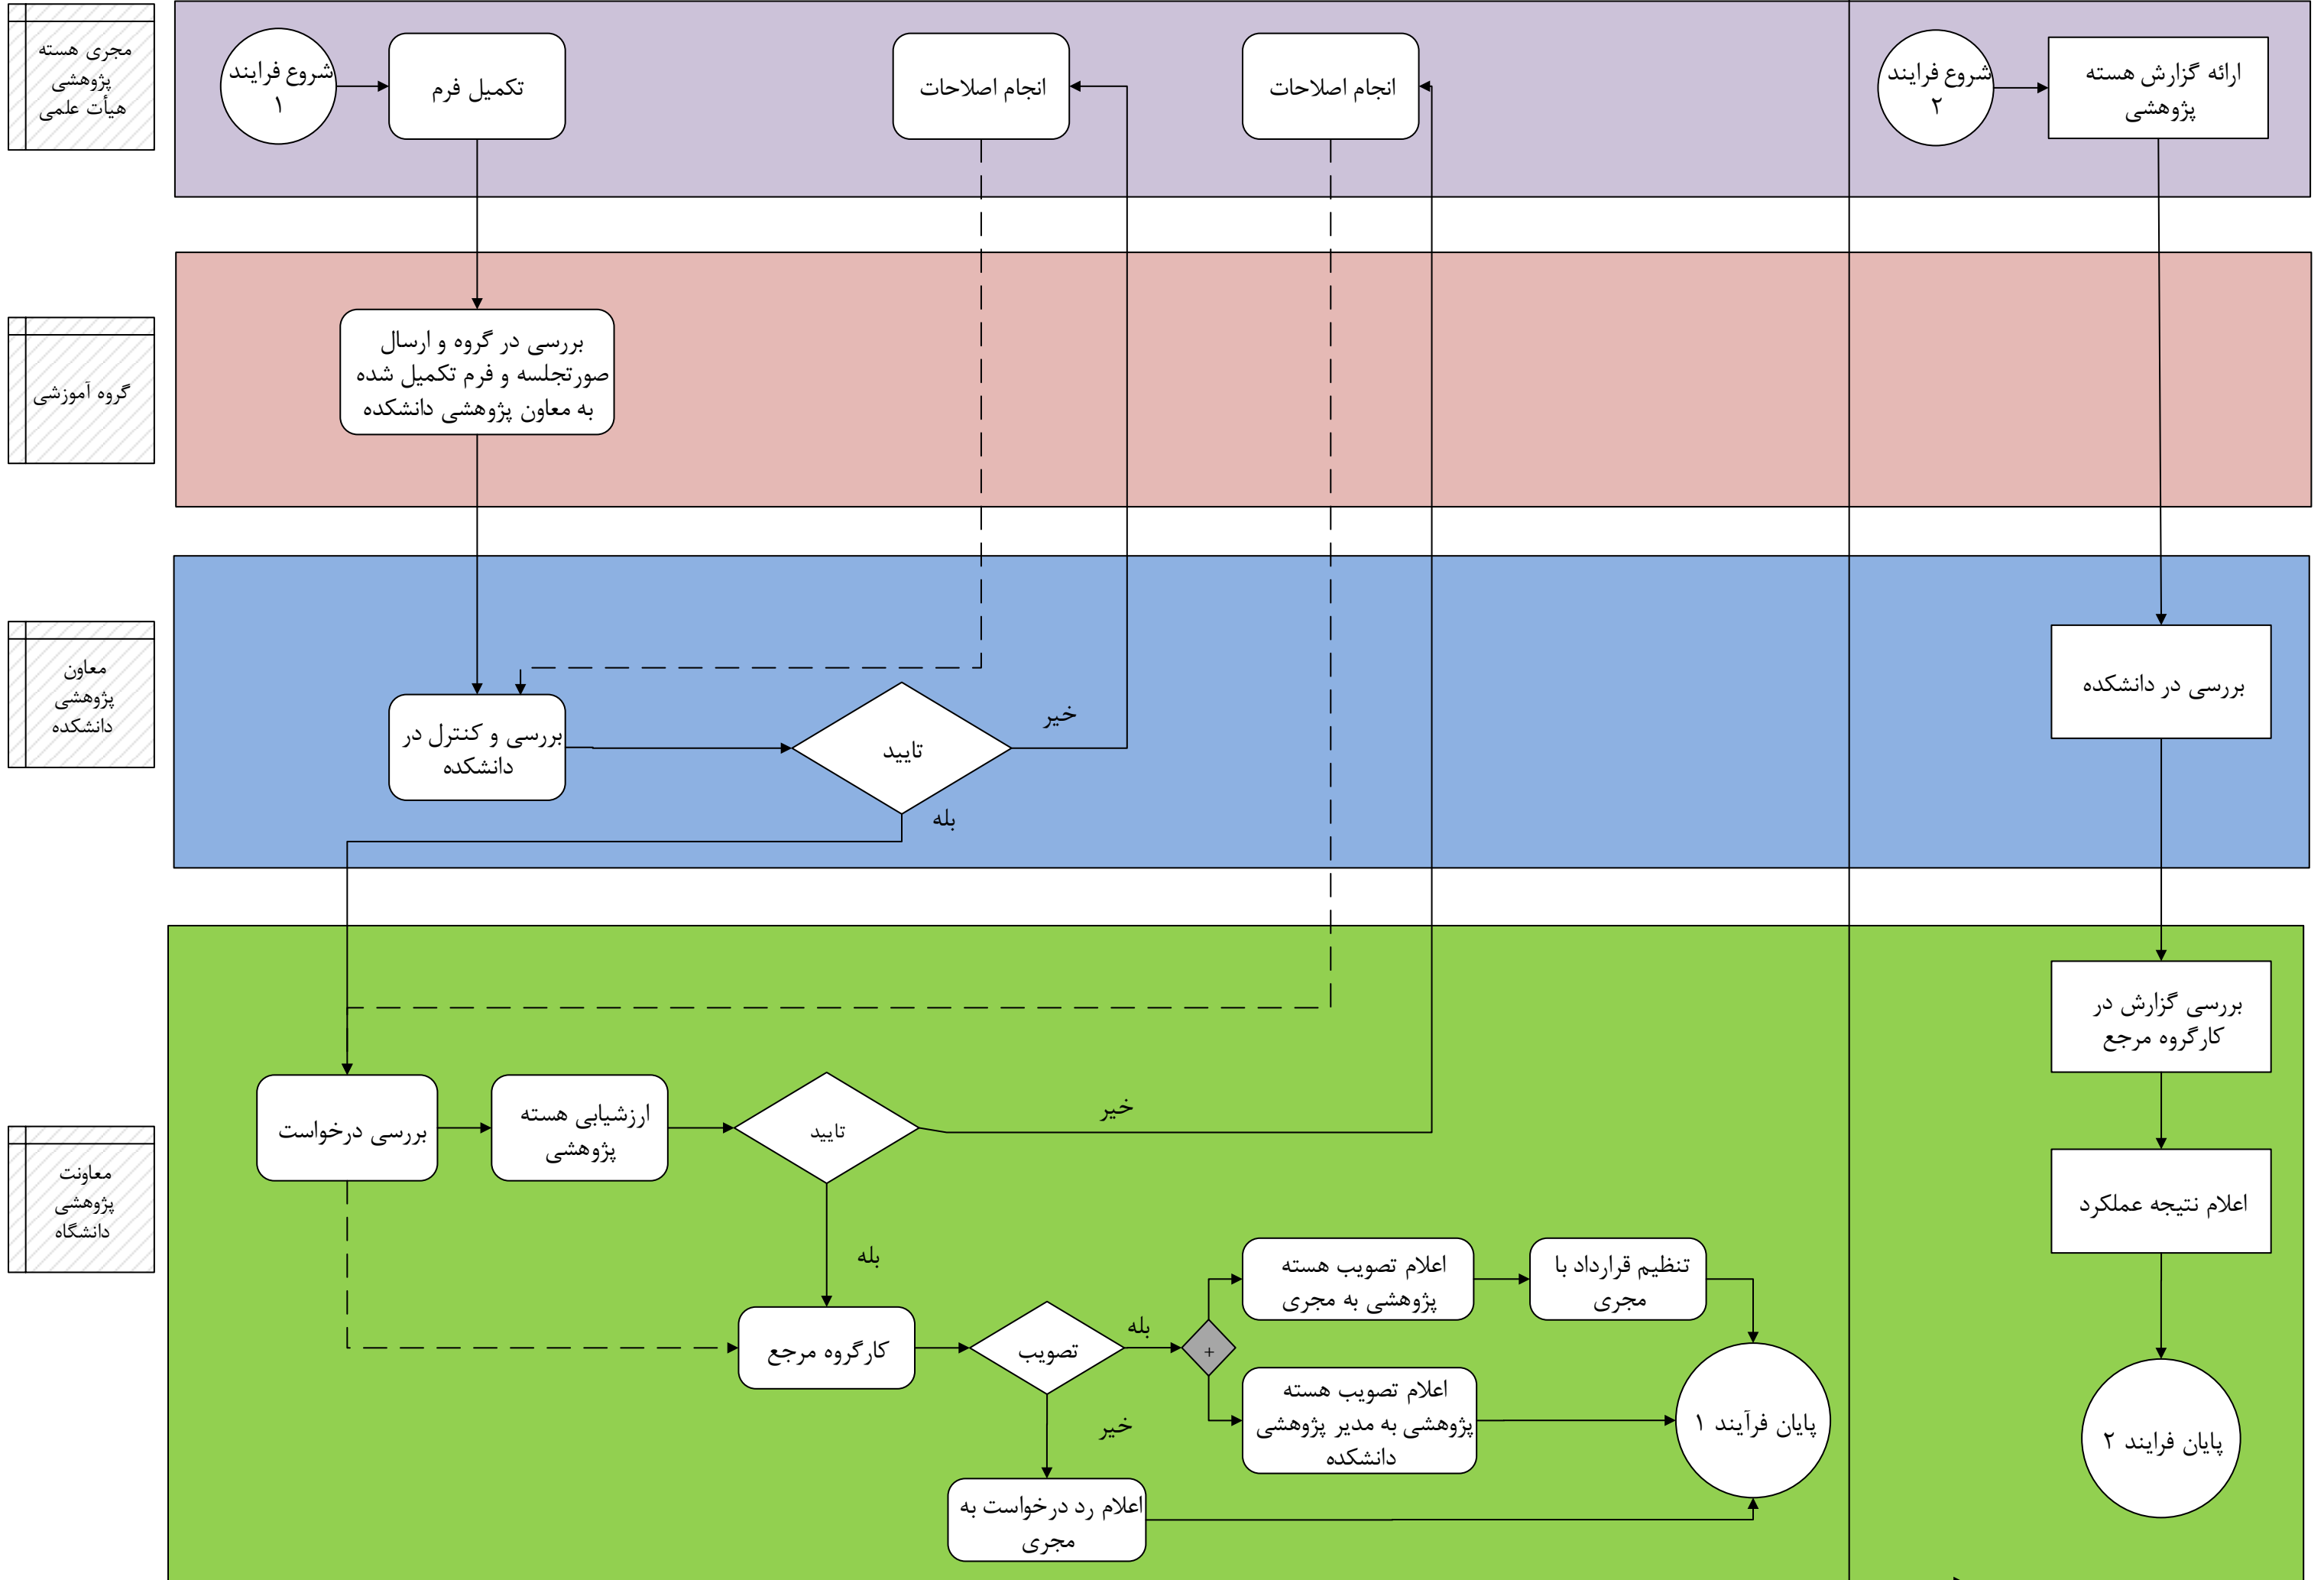 مجری هسته
پژوهشی
هیأت علمی
شروع فرایند
۱
تکمیل فرم
انجام اصلاحات
انجام اصلاحات
شروع فرایند
۲
ارائه گزارش هسته
پژوهشی
گروه آموزشی
بررسی در گروه و ارسال
صورتجلسه و فرم تکمیل شده
به معاون پژوهشی دانشکده
معاون
پژوهشی
دانشکده
بررسی و کنترل در
دانشکده
تایید
خیر
بله
بررسی در دانشکده
معاونت
پژوهشی
دانشگاه
بررسی درخواست
ارزشیابی هسته
پژوهشی
تایید
خیر
بله
کارگروه مرجع
تصویب
بله
خیر
+
اعلام تصویب هسته
پژوهشی به مجری
تنظیم قرارداد با
مجری
اعلام تصویب هسته
پژوهشی به مدیر پژوهشی
دانشکده
اعلام رد درخواست به
مجری
پایان فرآیند ۱
بررسی گزارش در
کارگروه مرجع
اعلام نتیجه عملکرد
پایان فرایند ۲